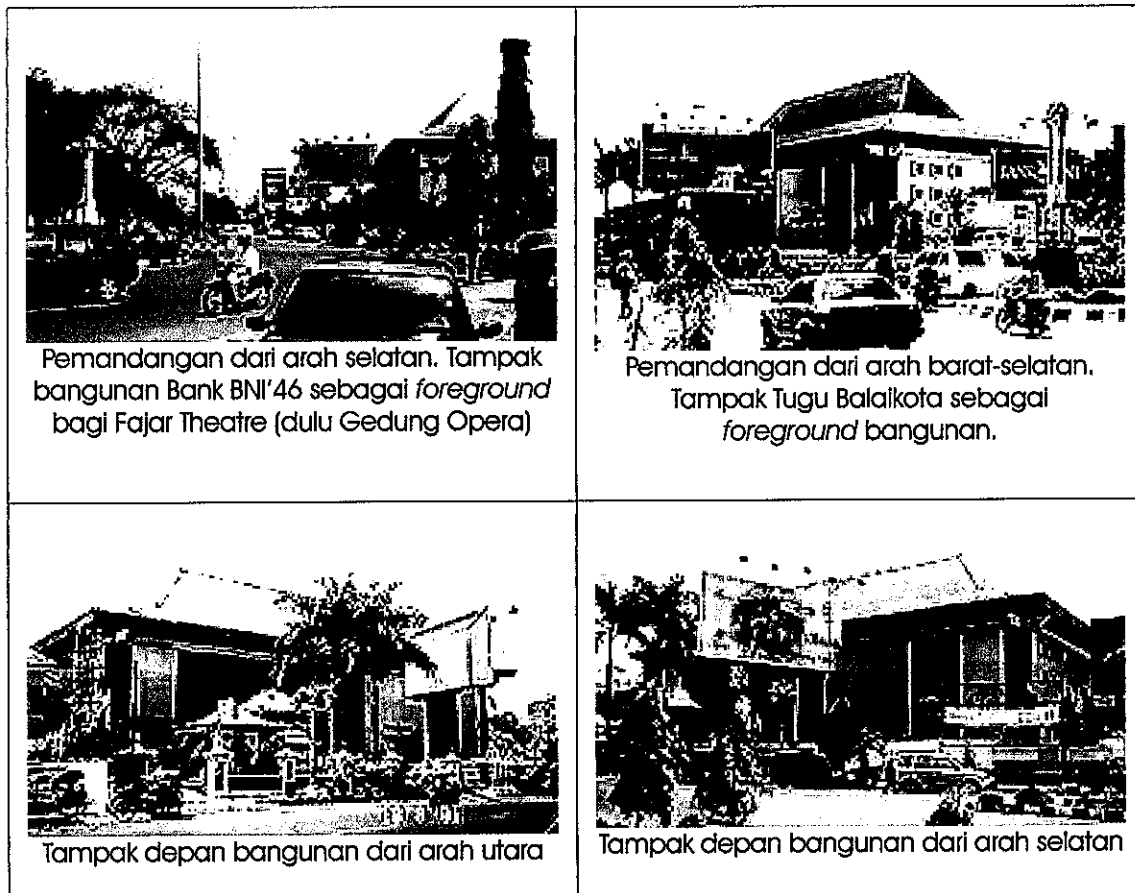 Pemandangan dari arah selatan. Tampak
bangunan Bank BNI'46 sebagai foreground
bagi Fajar Theatre (dulu Gedung Opera)
Pemandangan dari arah barat-selatan.
Tampak Tugu Balaikota sebagai
foreground bangunan.
Tampak depan bangunan dari arah utara
Tampak depan bangunan dari arah selatan